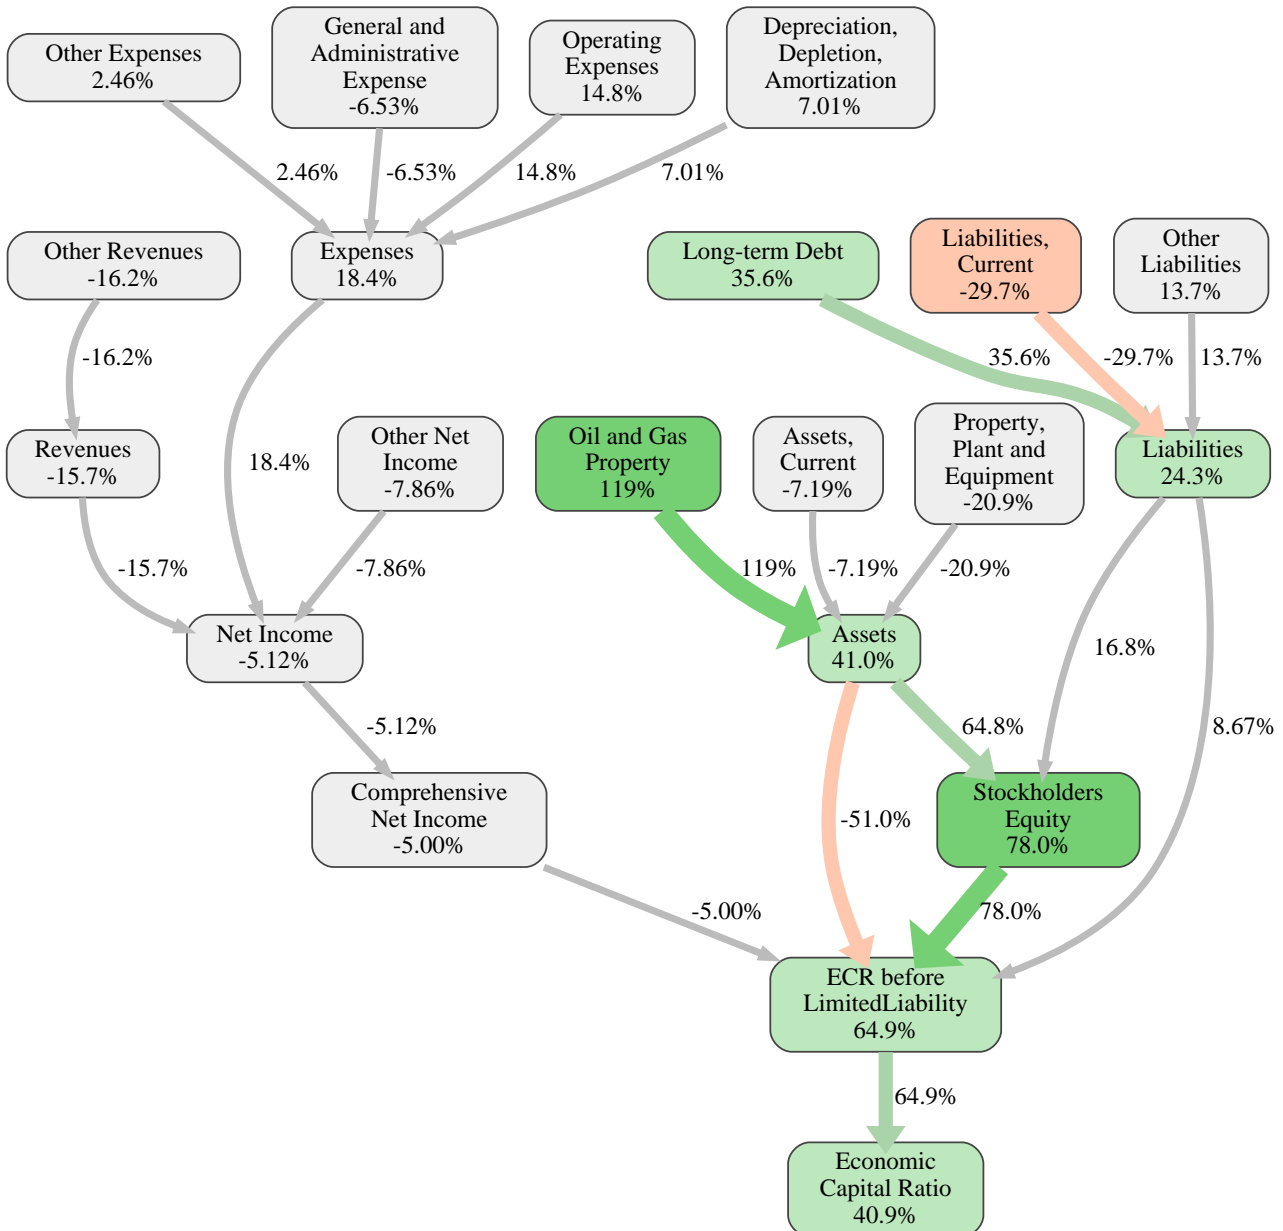 Other Expenses
2.46%
General and
Administrative
Expense
-6.53%
Operating
Expenses
14.8%
Depreciation,
Depletion,
Amortization
7.01%
2.46%
-6.53%
14.8%
7.01%
Other Revenues
-16.2%
Expenses
18.4%
Long-term Debt
35.6%
Liabilities,
Current
-29.7%
Other
Liabilities
13.7%
-16.2%
35.6%
-29.7%
13.7%
Revenues
-15.7%
18.4%
Other Net
Income
-7.86%
Oil and Gas
Property
119%
Assets,
Current
-7.19%
Property,
Plant and
Equipment
-20.9%
Liabilities
24.3%
-15.7%
-7.86%
119%
-7.19%
-20.9%
Net Income
-5.12%
Assets
41.0%
16.8%
-5.12%
64.8%
8.67%
Comprehensive
Net Income
-5.00%
-51.0%
Stockholders
Equity
78.0%
-5.00%
78.0%
ECR before
LimitedLiability
64.9%
64.9%
Economic
Capital Ratio
40.9%